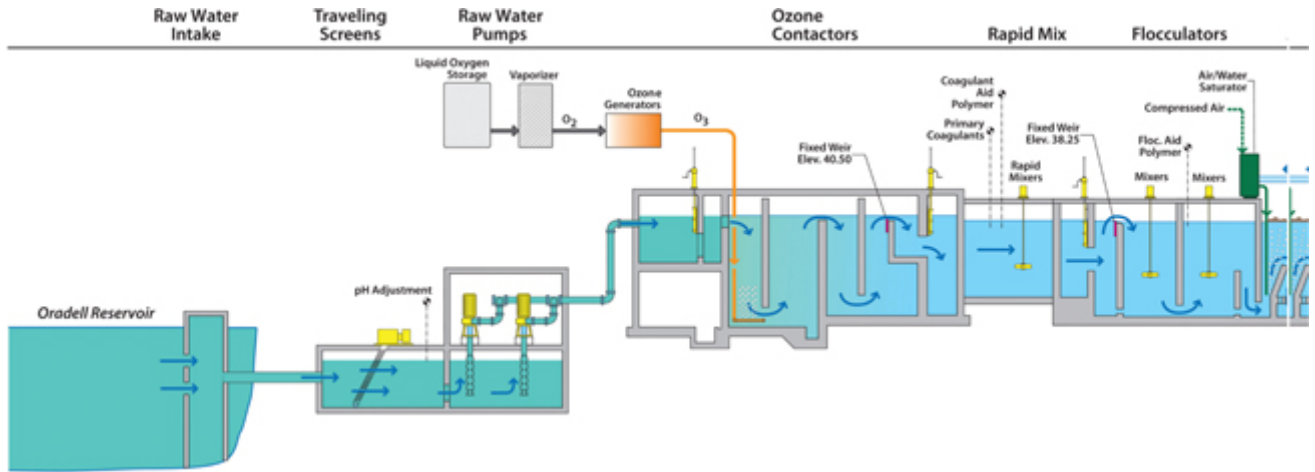 Raw Water
Intake
Traveling
Screens
Raw Water
Pumps
Ozone
Contactors
Rapid Mix
Flocculators
Liquid Oxygen
Storage
Vaporizer
O2
Ozone
Generators
O3
Coagulant
Aid
Polymer
Primary
Coagulants
Air/Water
Saturator
Compressed Air
Fixed Weir
Elev. 40.50
Fixed Weir
Elev. 38.25
Floc. Aid
Polymer
Rapid
Mixers
Mixers
Mixers
pH Adjustment
Oradell Reservoir